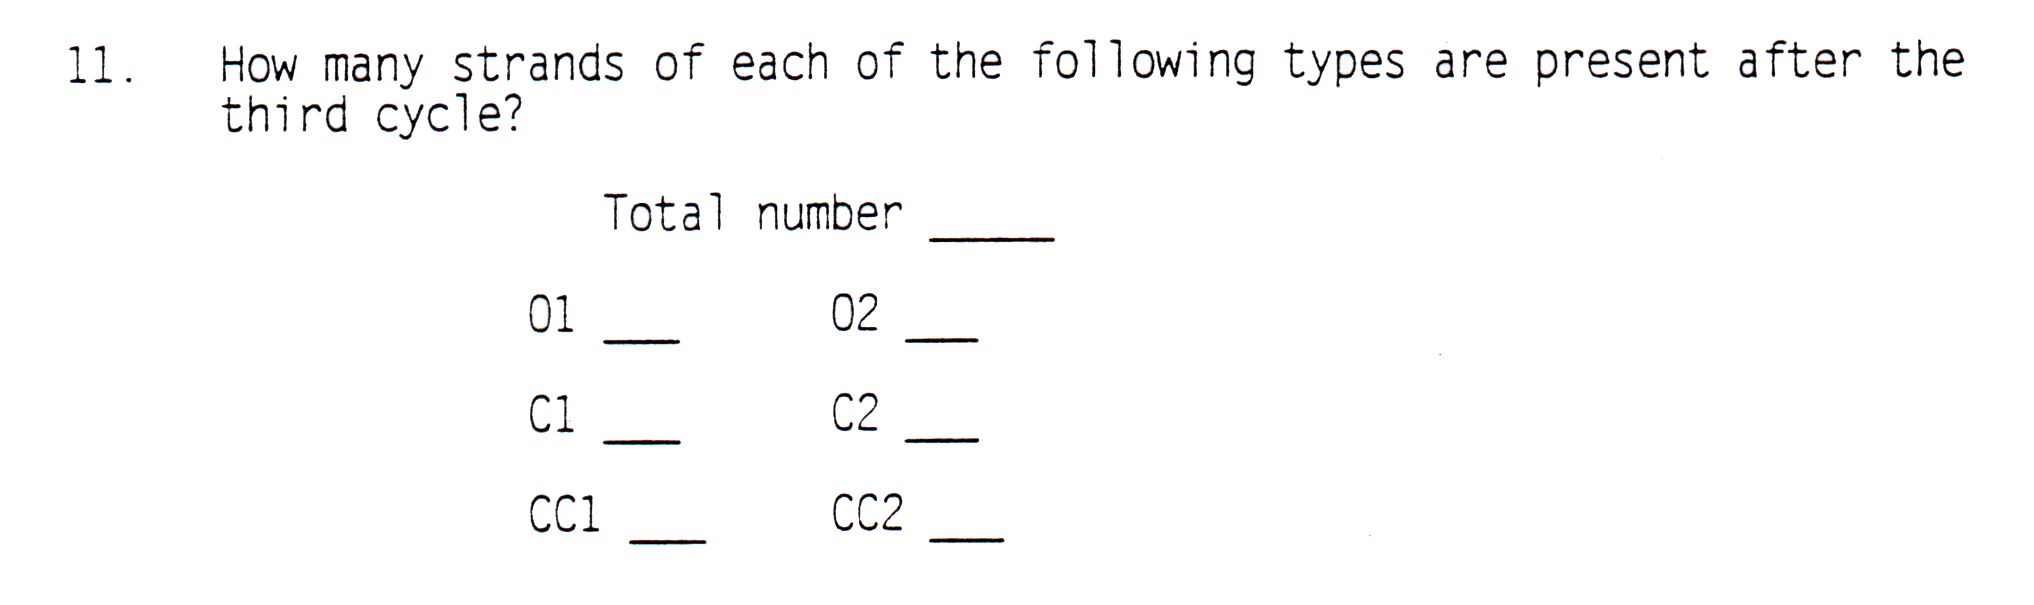 11. How many strands of each of the following types are present after the
third cycle?
Total number _____
O1 ___ O2 ___
C1 ___ C2 ___
CC1 ___ CC2 ___